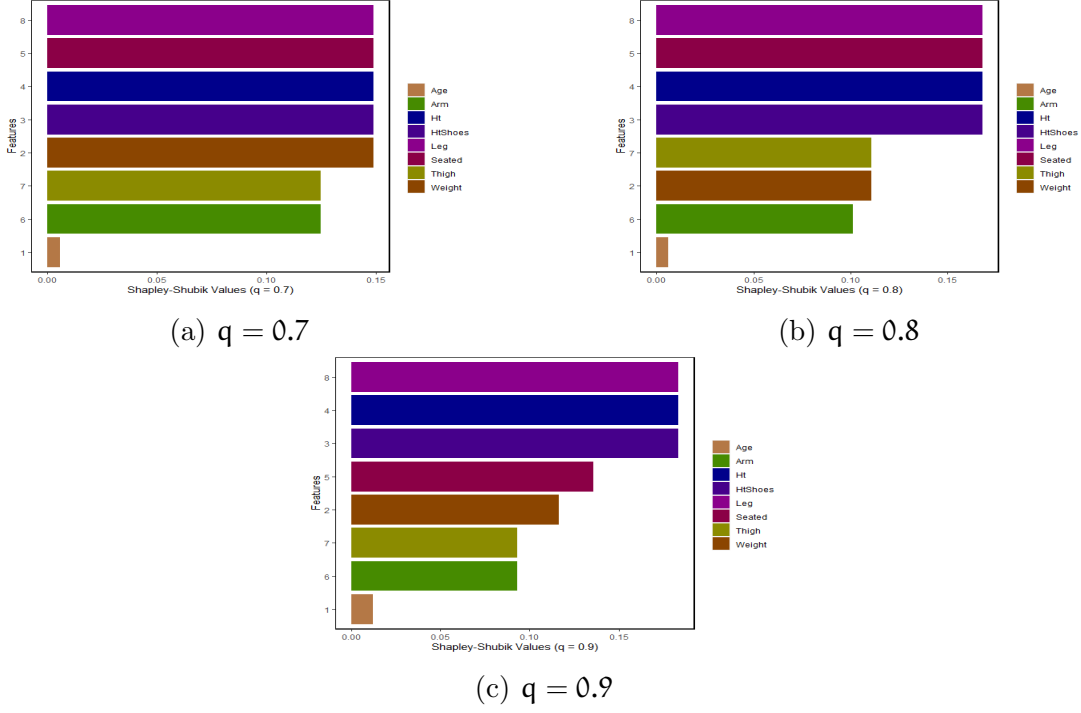 Features
8
5
4
3
2
7
6
1
0.00 0.05 0.10 0.15
Shapley-Shubik Values (q = 0.7)
Age
Arm
Ht
HtShoes
Leg
Seated
Thigh
Weight
(a) q = 0.7
Features
8
5
4
3
7
2
6
1
0.00 0.05 0.10 0.15
Shapley-Shubik Values (q = 0.8)
Age
Arm
Ht
HtShoes
Leg
Seated
Thigh
Weight
(b) q = 0.8
Features
8
4
3
5
2
7
6
1
0.00 0.05 0.10 0.15
Shapley-Shubik Values (q = 0.9)
Age
Arm
Ht
HtShoes
Leg
Seated
Thigh
Weight
(c) q = 0.9